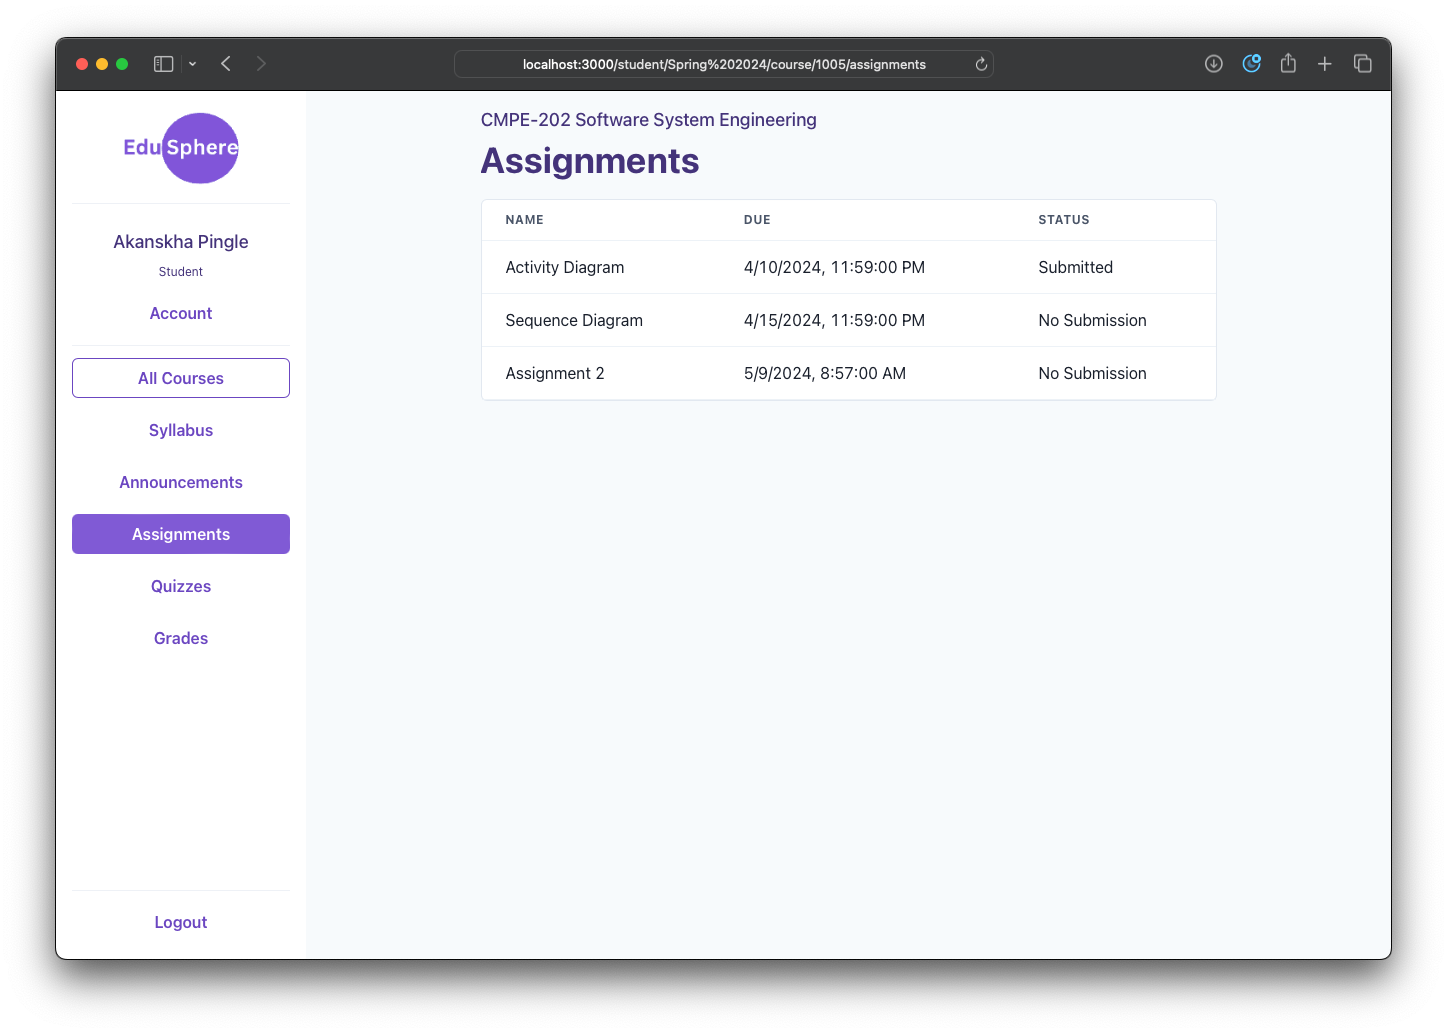 localhost:3000/student/Spring%202024/course/1005/assignments
EduSphere
Akanskha Pingle
Student
Account
All Courses
Syllabus
Announcements
Assignments
Quizzes
Grades
Logout
CMPE-202 Software System Engineering
Assignments
NAME DUE STATUS
Activity Diagram 4/10/2024, 11:59:00 PM Submitted
Sequence Diagram 4/15/2024, 11:59:00 PM No Submission
Assignment 2 5/9/2024, 8:57:00 AM No Submission